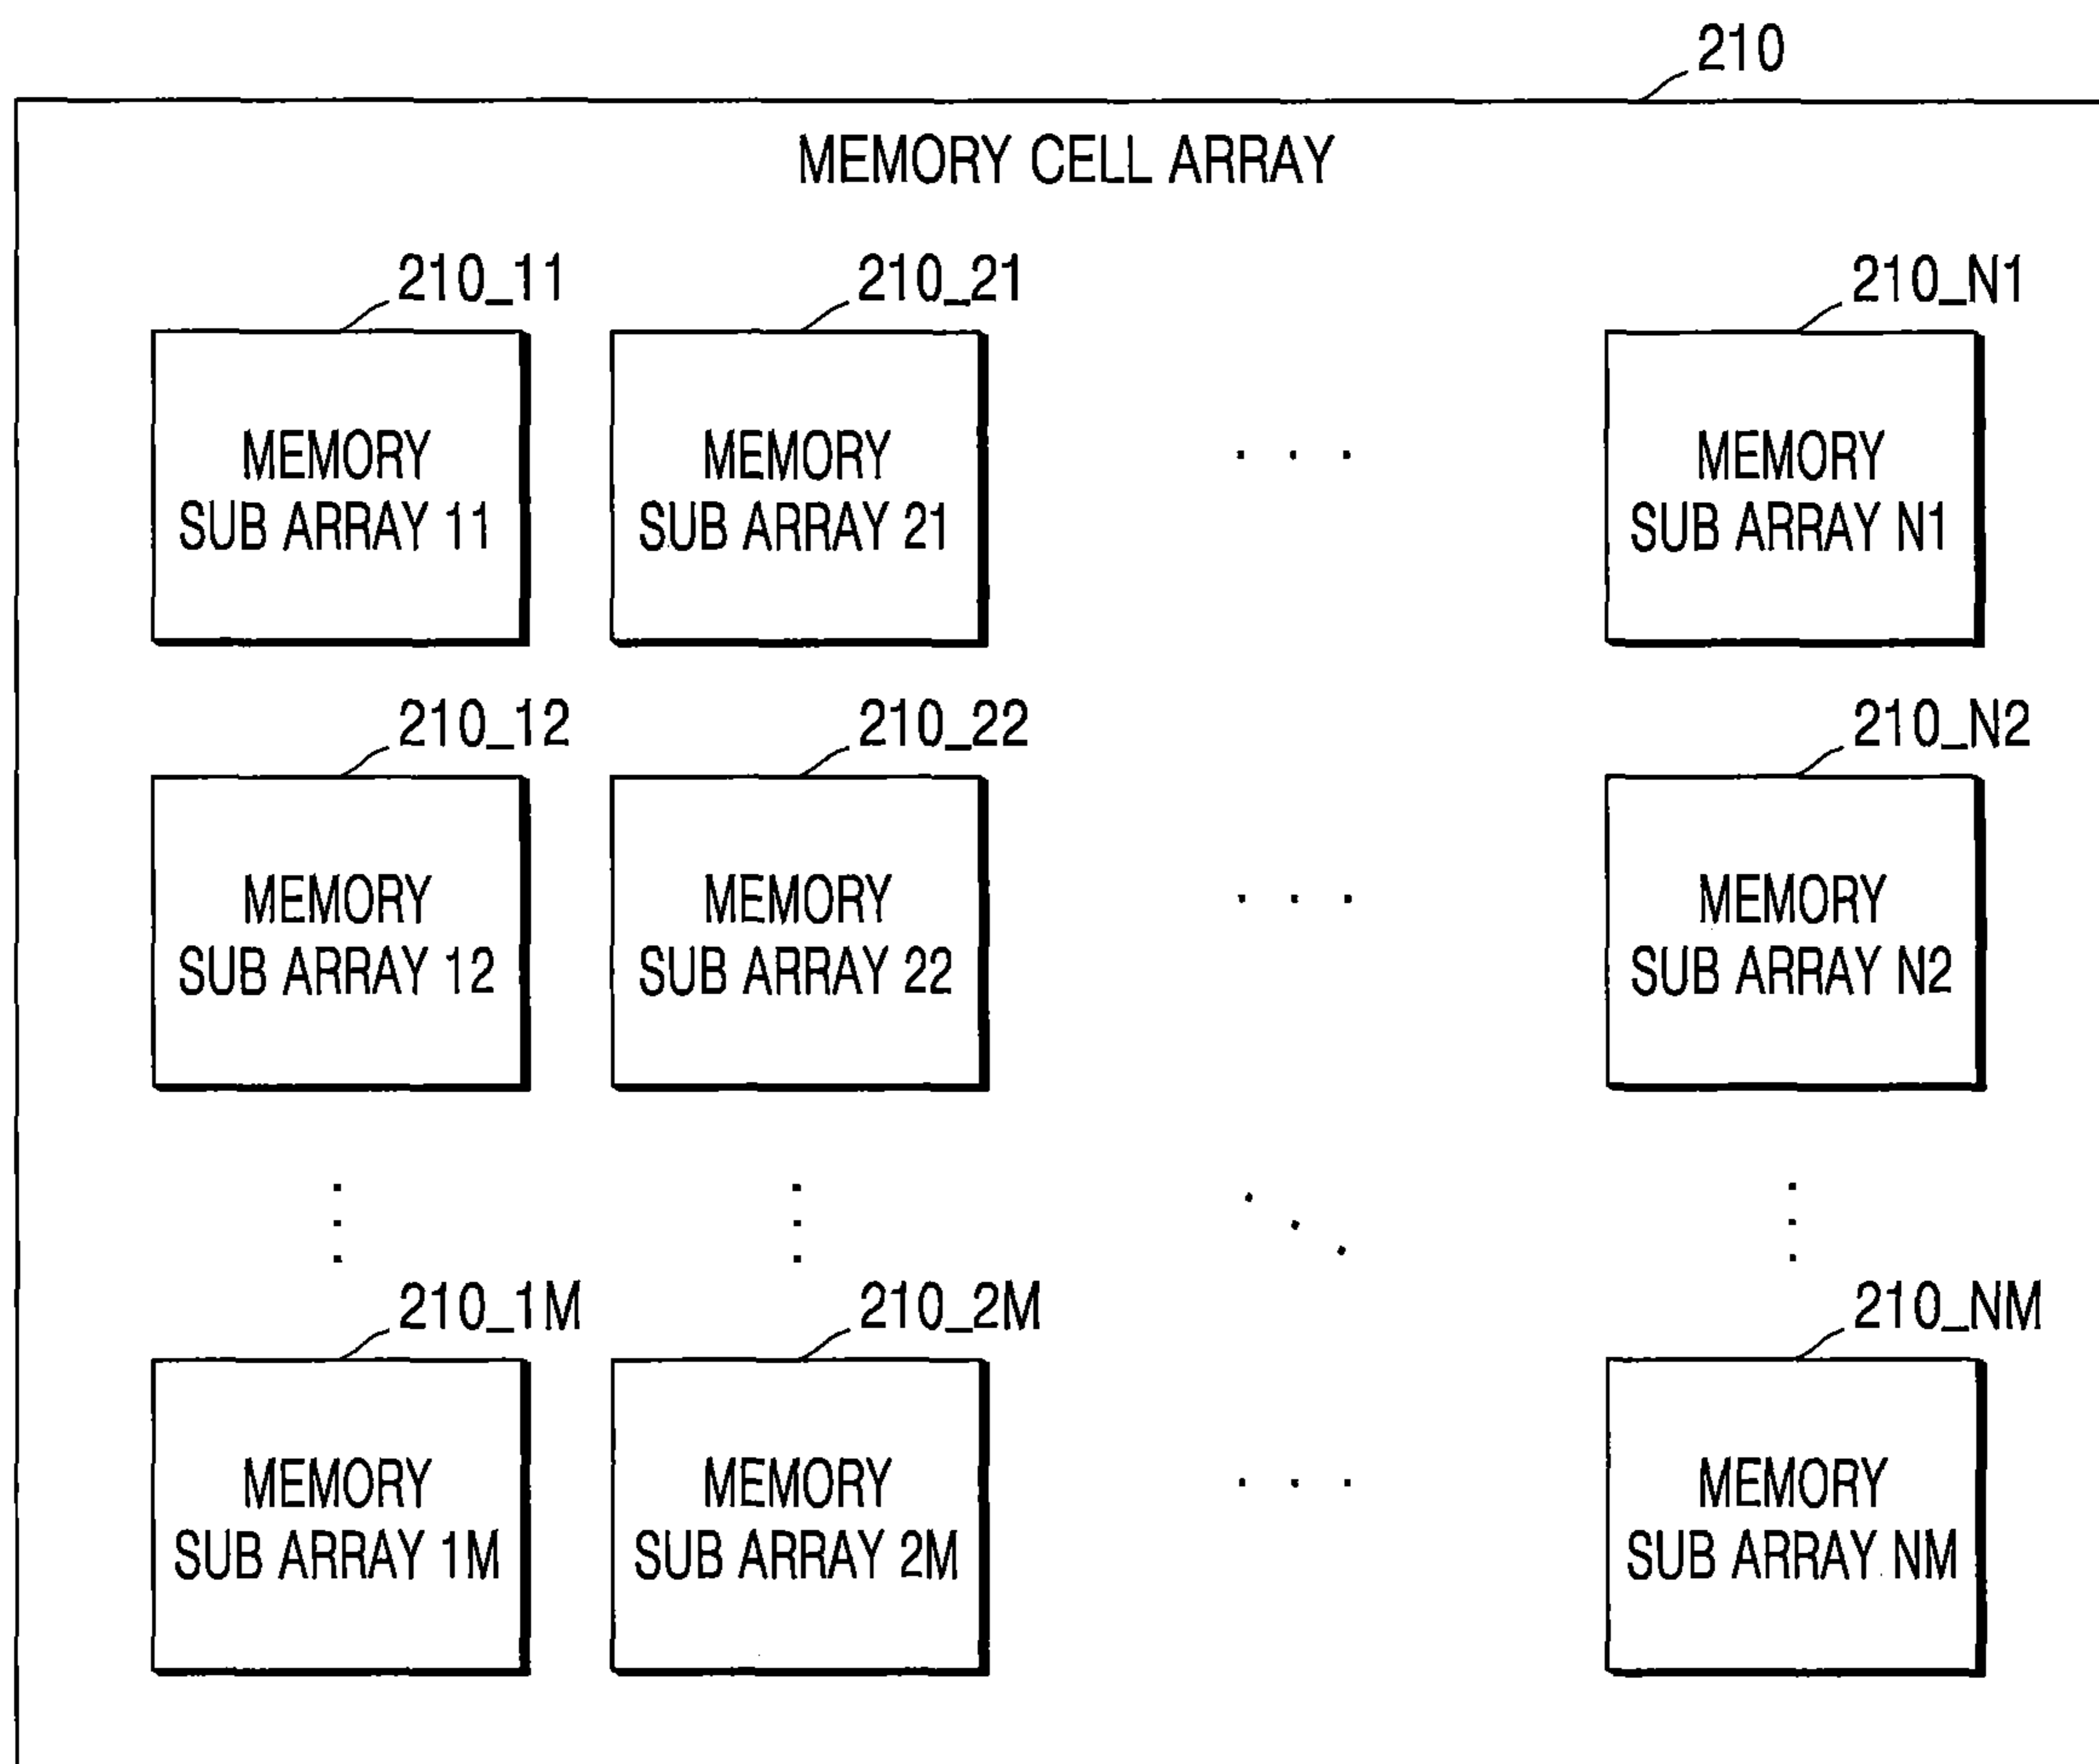 210
MEMORY CELL ARRAY
210_11
210_21
210_N1
MEMORY
SUB ARRAY 11
MEMORY
SUB ARRAY 21
MEMORY
SUB ARRAY N1
210_12
210_22
210_N2
MEMORY
SUB ARRAY 12
MEMORY
SUB ARRAY 22
MEMORY
SUB ARRAY N2
210_1M
210_2M
210_NM
MEMORY
SUB ARRAY 1M
MEMORY
SUB ARRAY 2M
MEMORY
SUB ARRAY NM